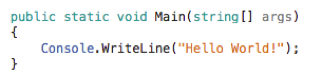 public static void Main(string[] args)
{
    Console.WriteLine("Hello World!");
}